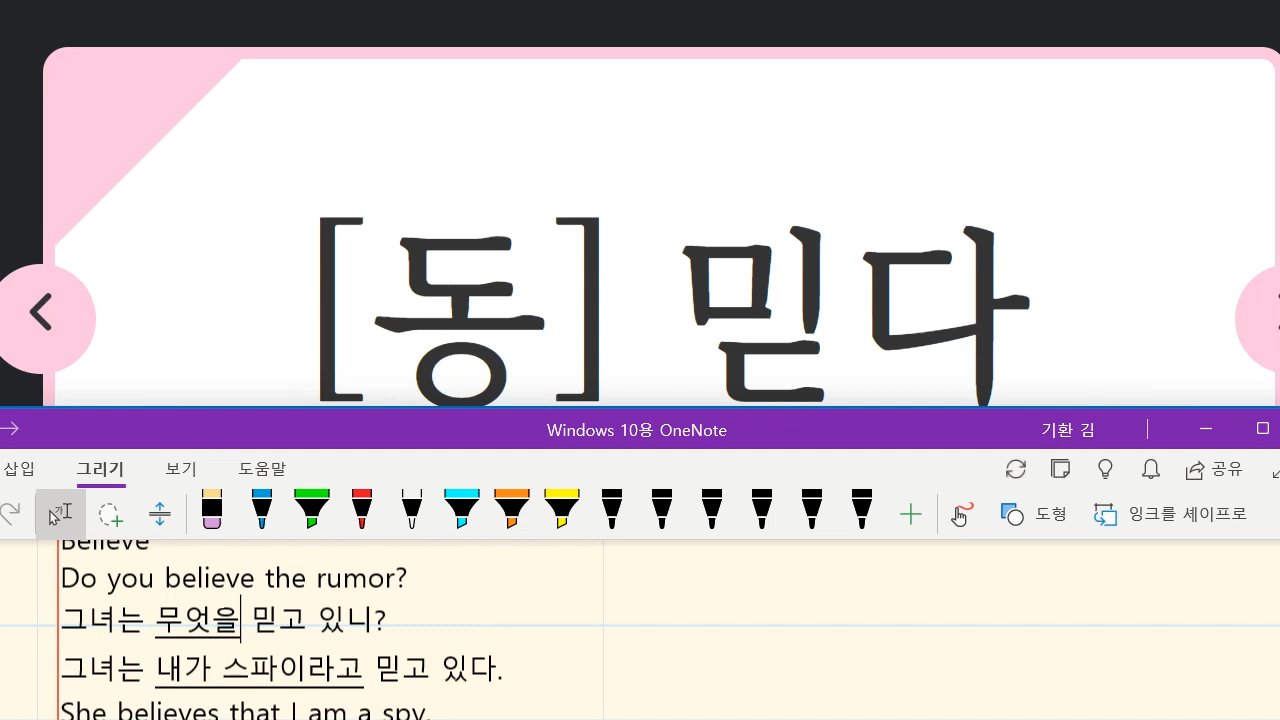 [동] 믿다
Windows 10용 OneNote
기환 김
삽입
그리기
보기
도움말
공유
도형
잉크를 셰이프로
Believe
Do you believe the rumor?
그녀는 무엇을 믿고 있니?
그녀는 내가 스파이라고 믿고 있다.
She believes that I am a spy.